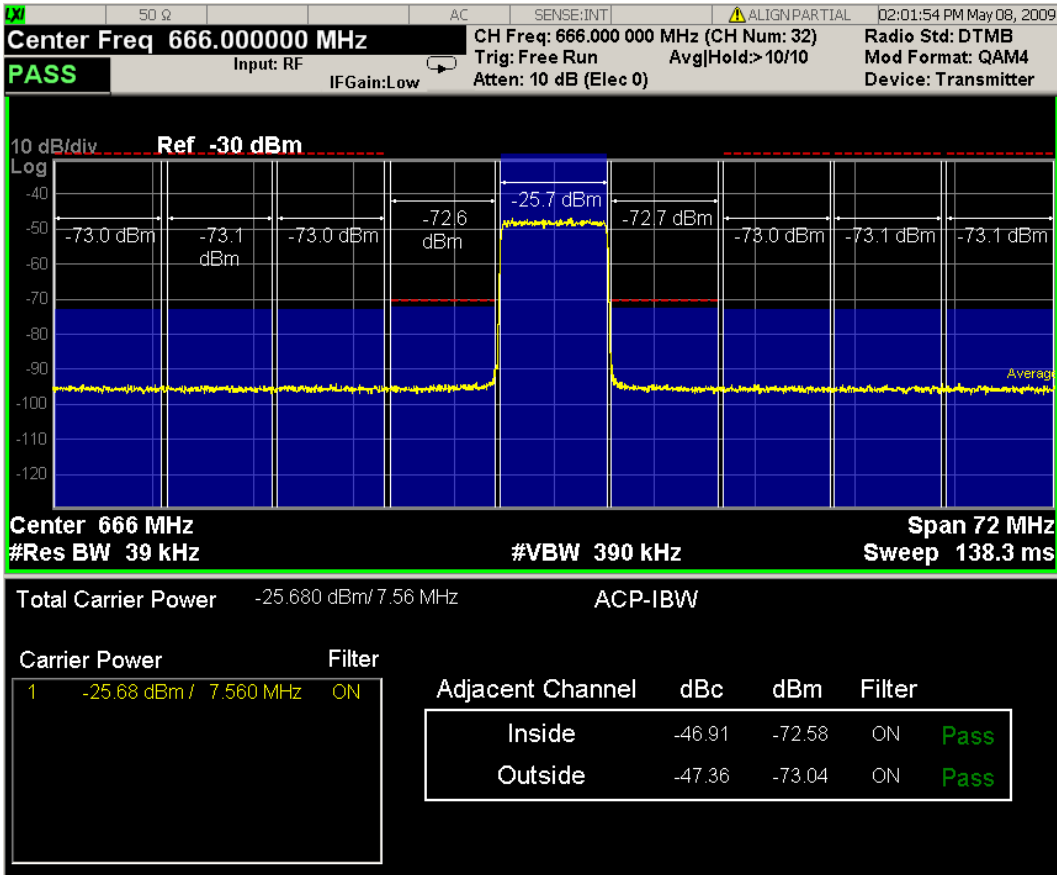 LXI 50 Ω AC SENSE:INT ALIGN PARTIAL 02:01:54 PM May 08, 2009
Center Freq 666.000000 MHz
CH Freq: 666.000 000 MHz (CH Num: 32) Radio Std: DTMB
Input: RF Trig: Free Run Avg|Hold:> 10/10 Mod Format: QAM4
PASS IFGain:Low Atten: 10 dB (Elec 0) Device: Transmitter
10 dB/div Ref -30 dBm
Log
-40
-50
-60
-70
-80
-90
-100
-110
-120
-73.0 dBm
-73.1
dBm
-73.0 dBm
-72.6
dBm
-25.7 dBm
-72.7 dBm
-73.0 dBm
-73.1 dBm
-73.1 dBm
Average
Center 666 MHz Span 72 MHz
#Res BW 39 kHz #VBW 390 kHz Sweep 138.3 ms
Total Carrier Power -25.680 dBm/ 7.56 MHz ACP-IBW
Carrier Power Filter
1 -25.68 dBm / 7.560 MHz ON
Adjacent Channel dBc dBm Filter
Inside -46.91 -72.58 ON Pass
Outside -47.36 -73.04 ON Pass